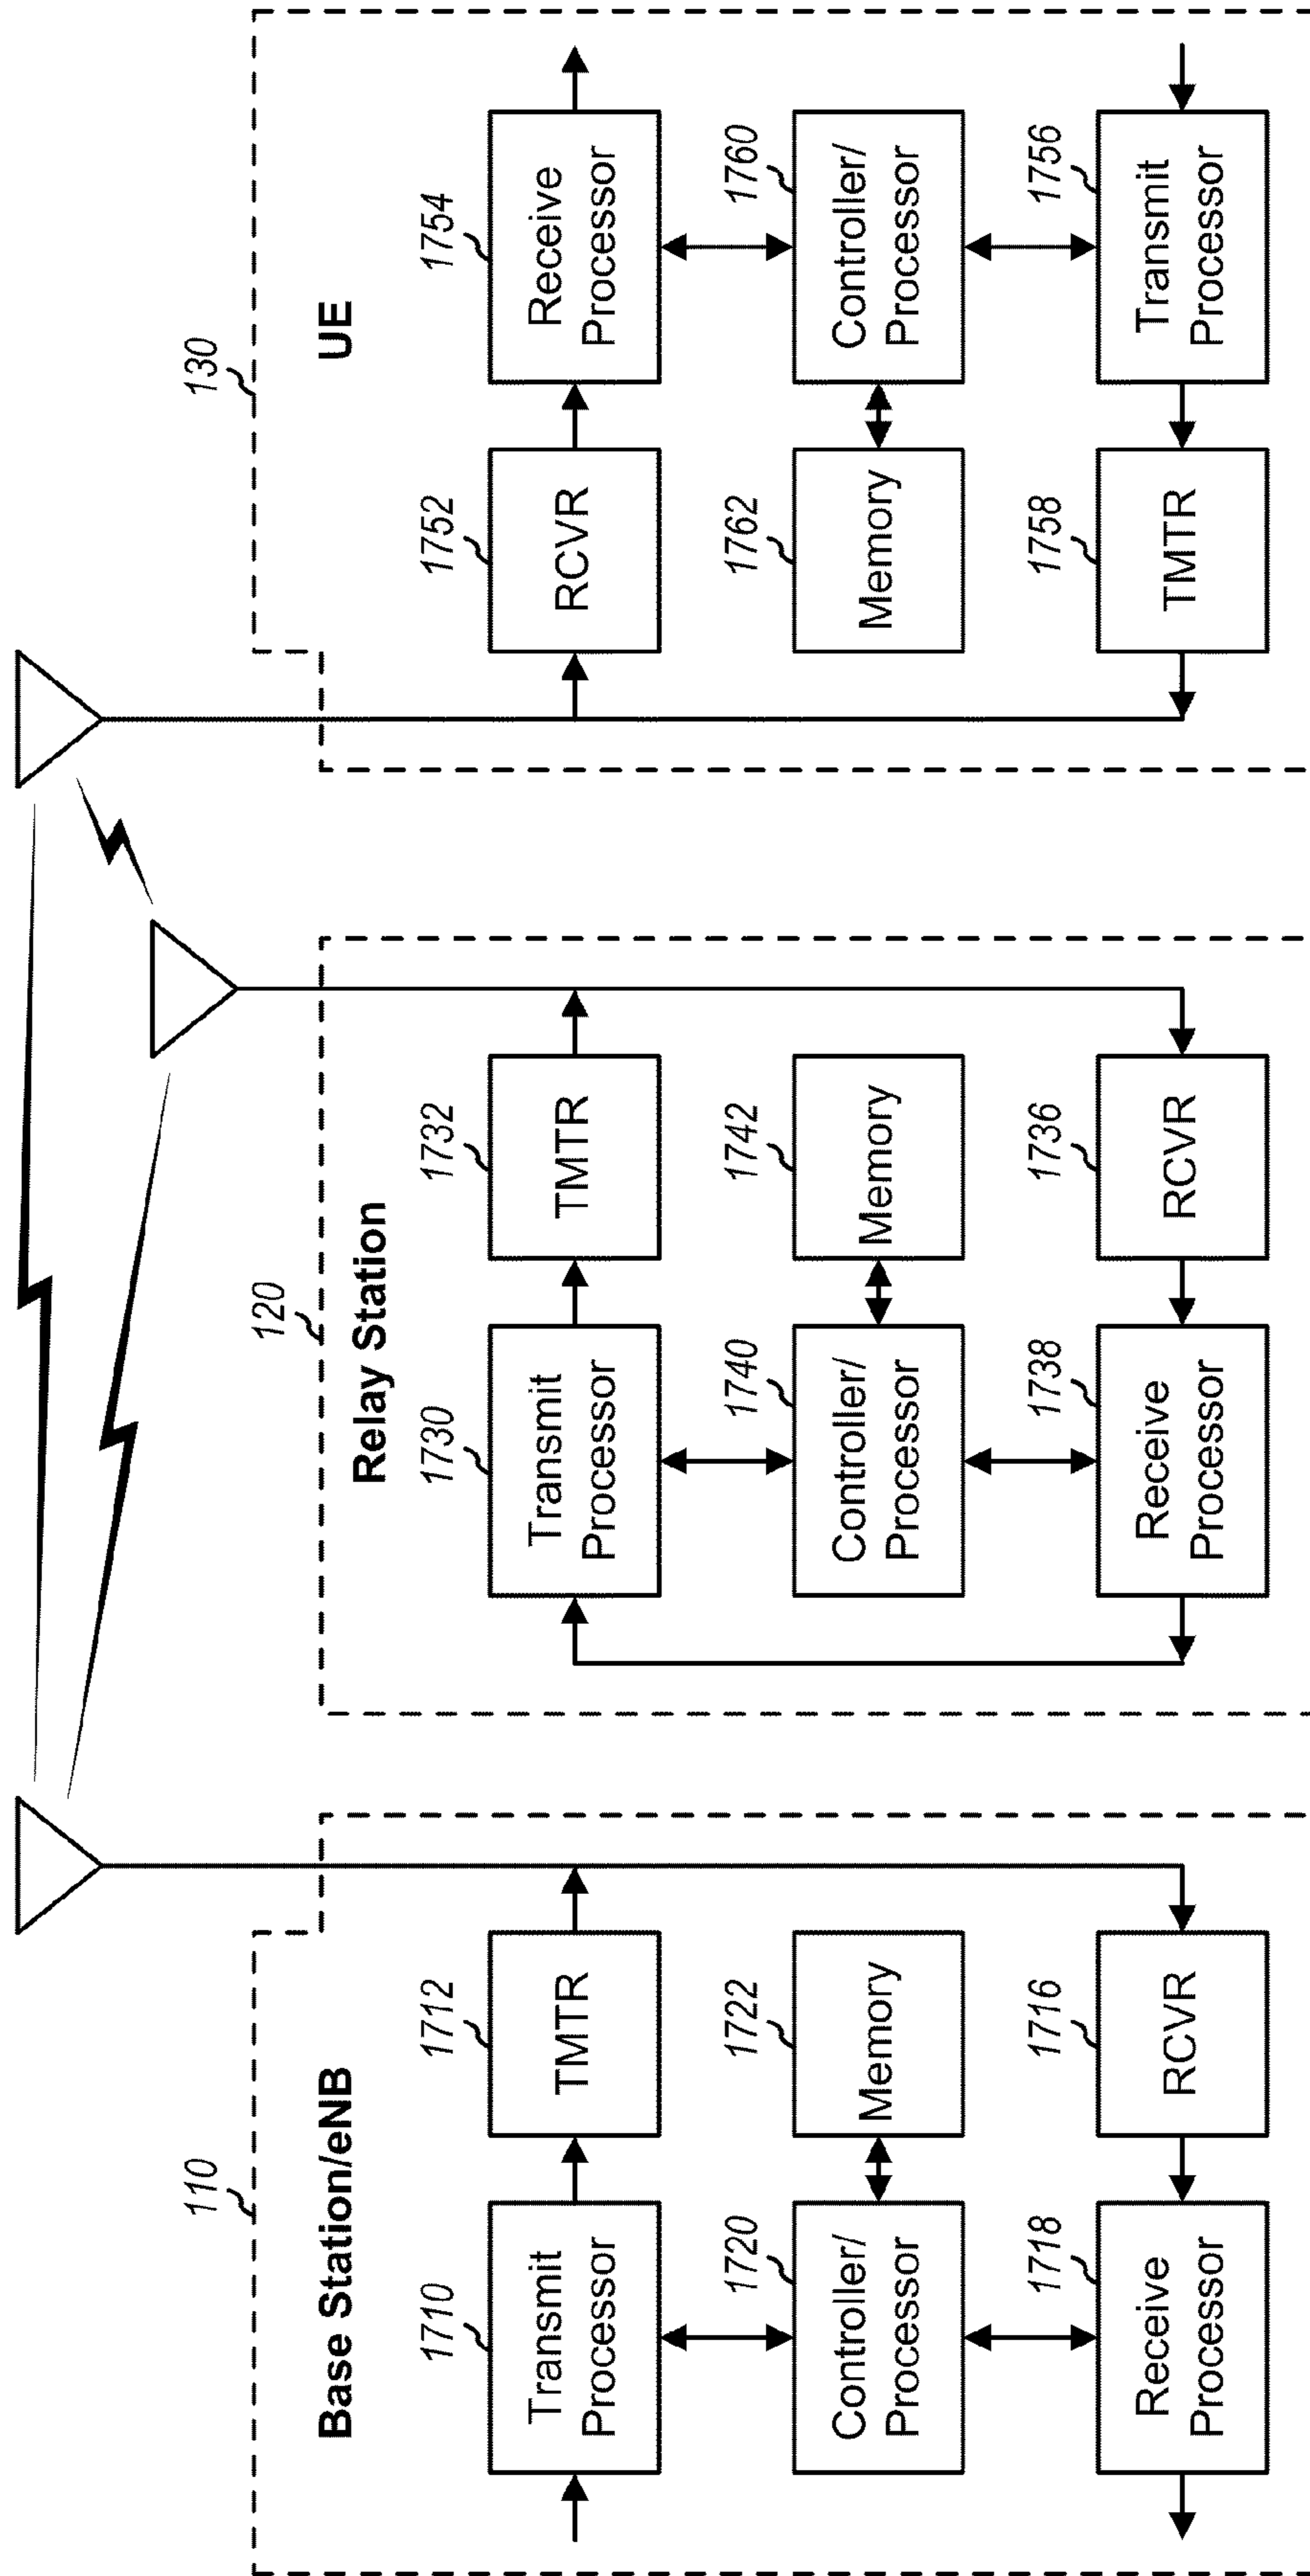 110
Base Station/eNB
1710
Transmit
Processor
1712
TMTR
1720
Controller/
Processor
1722
Memory
1718
Receive
Processor
1716
RCVR
120
Relay Station
1730
Transmit
Processor
1732
TMTR
1740
Controller/
Processor
1742
Memory
1738
Receive
Processor
1736
RCVR
130
UE
1752
RCVR
1754
Receive
Processor
1762
Memory
1760
Controller/
Processor
1758
TMTR
1756
Transmit
Processor